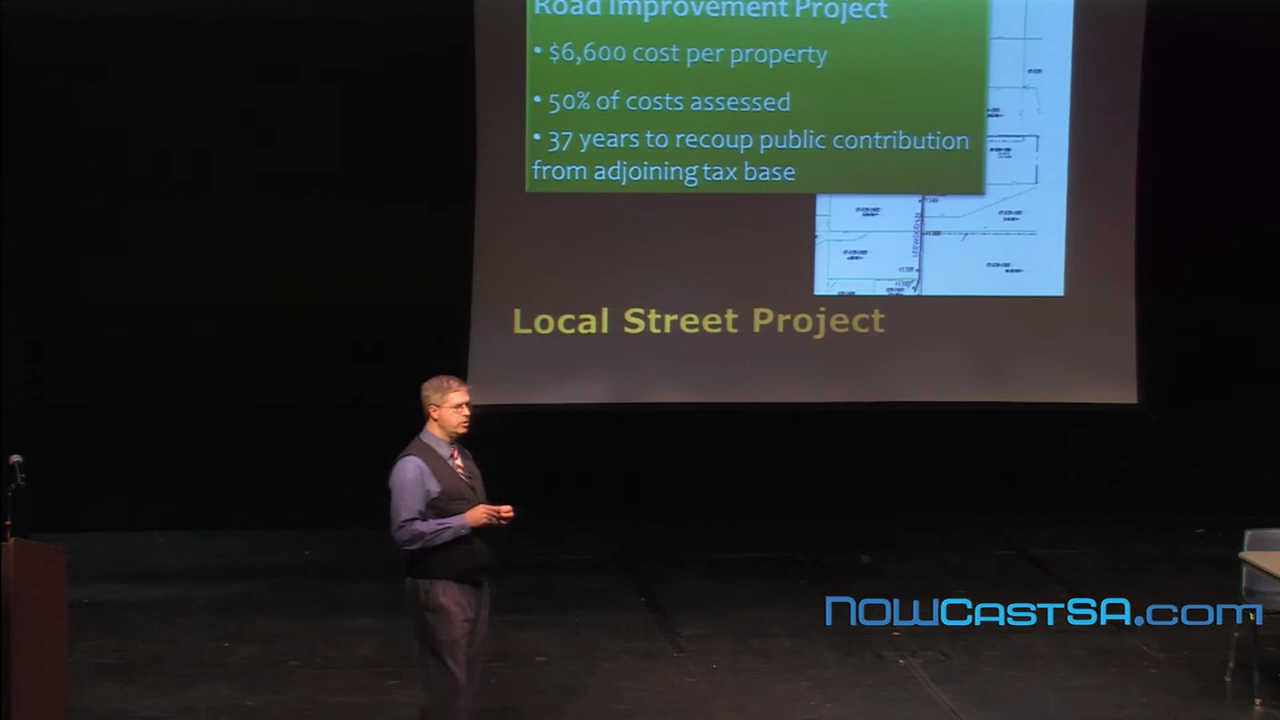 Road Improvement Project
• $6,600 cost per property
• 50% of costs assessed
• 37 years to recoup public contribution
from adjoining tax base
Local Street Project
NOWCastSA.com